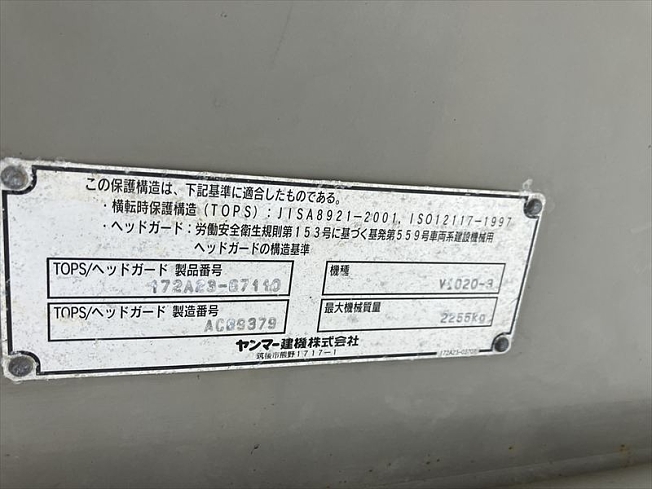 この保護構造は、下記基準に適合したものである。
・横転時保護構造(TOPS):JISA8921-2001, ISO12117-1997
・ヘッドガード:労働安全衛生規則第153号に基づく基発第559号車両系建設機械用
ヘッドガードの構造基準
TOPS/ヘッドガード 製品番号
172A23-67110
機種
ViO20-3
TOPS/ヘッドガード 製造番号
AC09379
最大機械質量
2255kg
ヤンマー建機株式会社
筑後市熊野1717-1